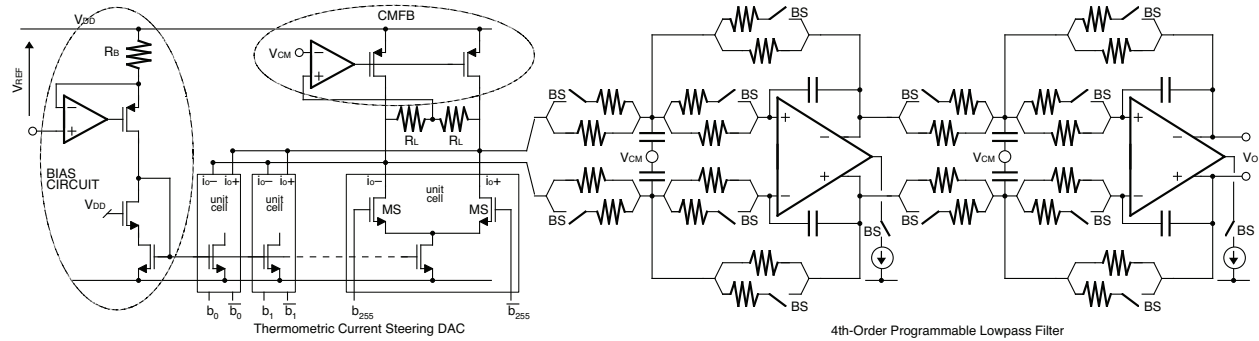 VDD
CMFB
RB
VCM
VREF
RL
RL
BIAS
CIRCUIT
VDD
io−
io+
io−
io+
unit
cell
unit
cell
io−
unit
cell
io+
MS
MS
b0
b0
b1
b1
b255
b255
Thermometric Current Steering DAC
BS
BS
BS
BS
BS
BS
VCM
BS
BS
BS
BS
BS
BS
VCM
VO
BS
BS
BS
BS
BS
BS
4th-Order Programmable Lowpass Filter